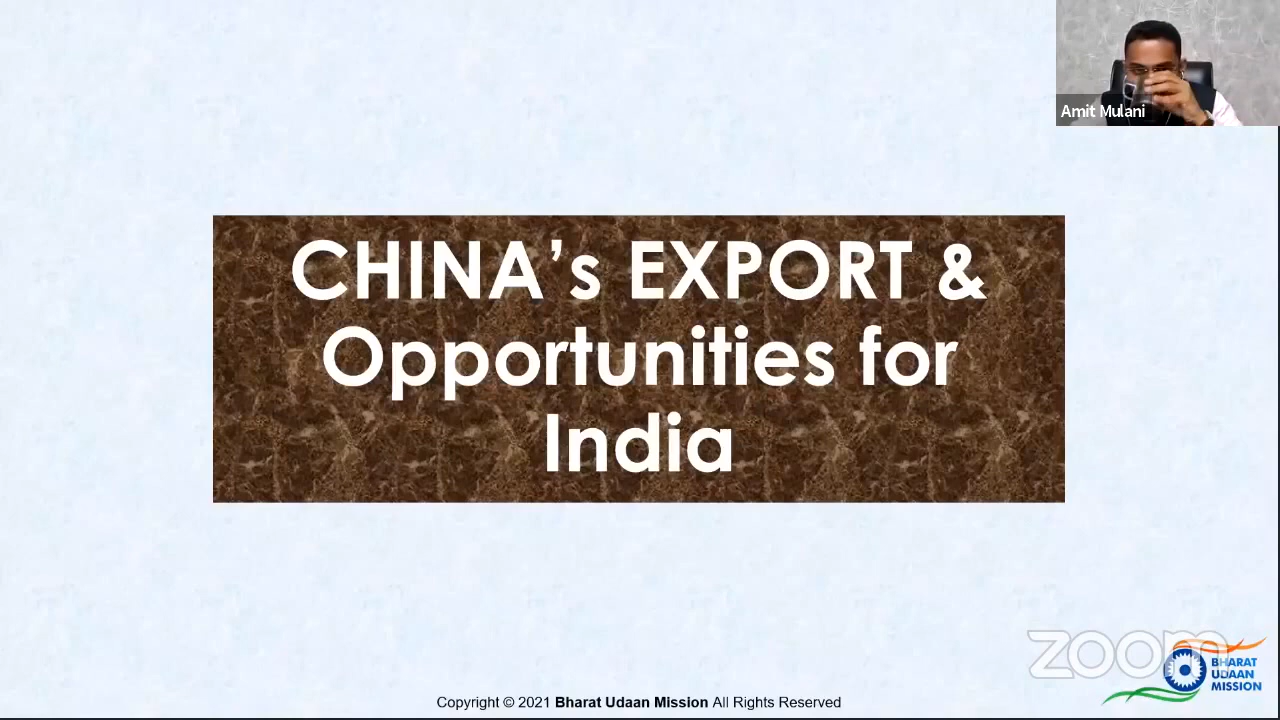 Amit Mulani
CHINA's EXPORT &
Opportunities for
India
zoom
BHARAT
UDAAN
MISSION
Copyright © 2021 Bharat Udaan Mission All Rights Reserved